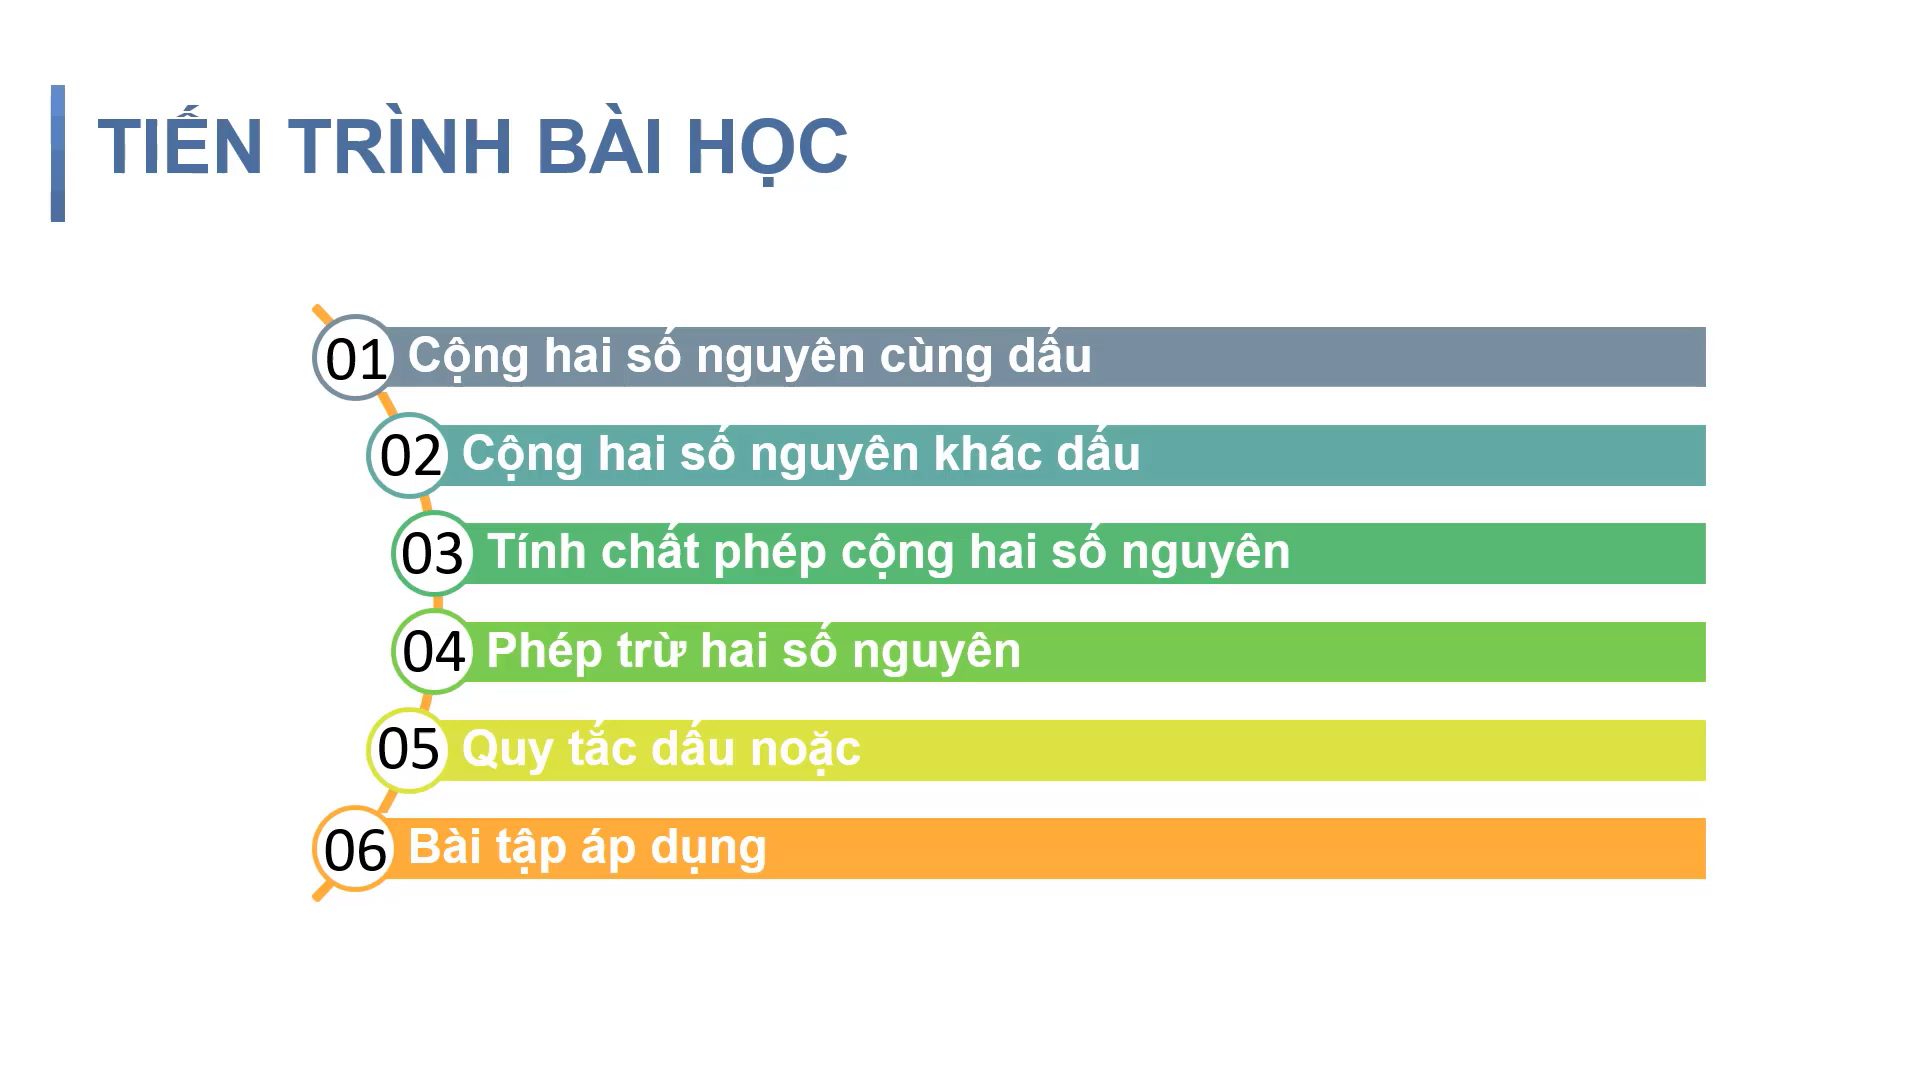 TIẾN TRÌNH BÀI HỌC
01 Cộng hai số nguyên cùng dấu
02 Cộng hai số nguyên khác dấu
03 Tính chất phép cộng hai số nguyên
04 Phép trừ hai số nguyên
05 Quy tắc dấu noặc
06 Bài tập áp dụng